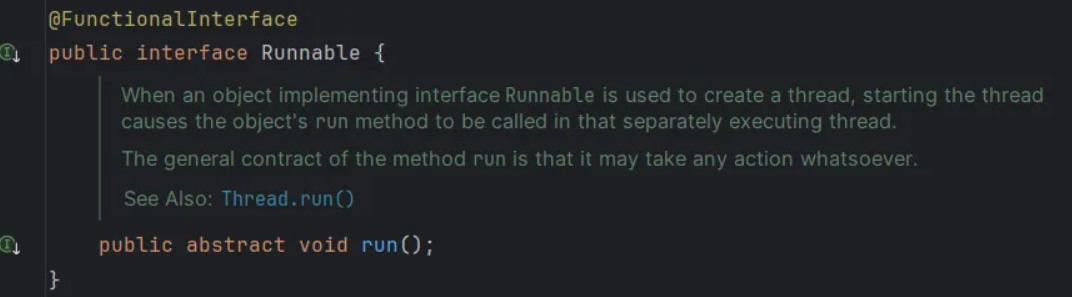 @FunctionalInterface
public interface Runnable {
When an object implementing interface Runnable is used to create a thread, starting the thread
causes the object's run method to be called in that separately executing thread.
The general contract of the method run is that it may take any action whatsoever.
See Also: Thread.run()
public abstract void run();
}